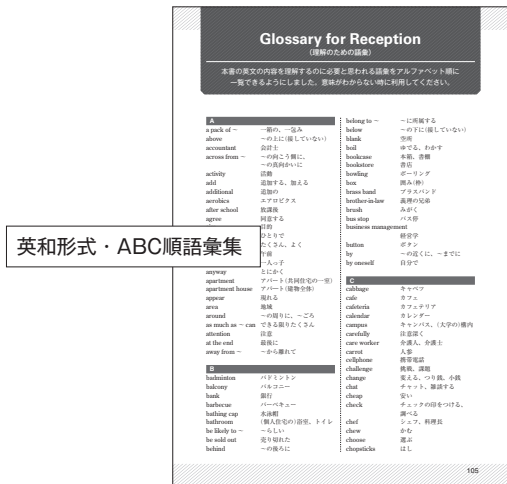 Glossary for Reception
(理解のための語彙)
本書の英文の内容を理解するのに必要と思われる語彙をアルファベット順に
一覧できるようにしました。意味がわからない時に利用してください。
A
a pack of ~ 一箱の、一包み
above ~の上に(接していない)
accountant 会計士
across from ~ ~の向こう側に、
~の真向かいに
activity 活動
add 追加する、加える
additional 追加の
aerobics エアロビクス
after school 放課後
agree 同意する
目的
ひとりで
たくさん、よく
午前
一人っ子
anyway とにかく
apartment アパート(共同住宅の一室)
apartment house アパート(建物全体)
appear 現れる
area 地域
around ~の周りに、~ごろ
as much as ~ can できる限りたくさん
attention 注意
at the end 最後に
away from ~ ~から離れて
B
badminton バドミントン
balcony バルコニー
bank 銀行
barbecue バーベキュー
bathing cap 水泳帽
bathroom (個人住宅の)浴室、トイレ
be likely to ~ ~らしい
be sold out 売り切れた
behind ~の後ろに
belong to ~ ~に所属する
below ~の下に(接していない)
blank 空所
boil ゆでる、わかす
bookcase 本箱、書棚
bookstore 書店
bowling ボーリング
box 囲み(枠)
brass band ブラスバンド
brother-in-law 義理の兄弟
brush みがく
bus stop バス停
business management
経営学
button ボタン
by ~の近くに、~までに
by oneself 自分で
C
cabbage キャベツ
cafe カフェ
cafeteria カフェテリア
calendar カレンダー
campus キャンパス、(大学の)構内
carefully 注意深く
care worker 介護人、介護士
carrot 人参
cellphone 携帯電話
challenge 挑戦、課題
change 変える、つり銭、小銭
chat チャット、雑談する
cheap 安い
check チェックの印をつける、
調べる
chef シェフ、料理長
chew かむ
choose 選ぶ
chopsticks はし
英和形式・ABC順語彙集
105